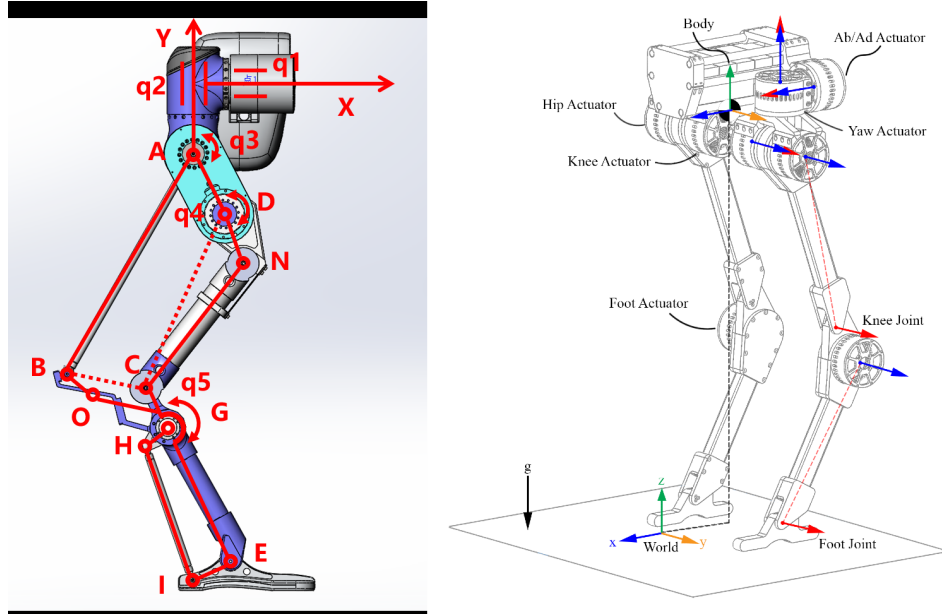 Y
q1
q2
X
A
q3
q4
D
N
B
C
q5
O
G
H
E
I
Body
Ab/Ad Actuator
Hip Actuator
Yaw Actuator
Knee Actuator
Foot Actuator
Knee Joint
g
z
x
World
y
Foot Joint